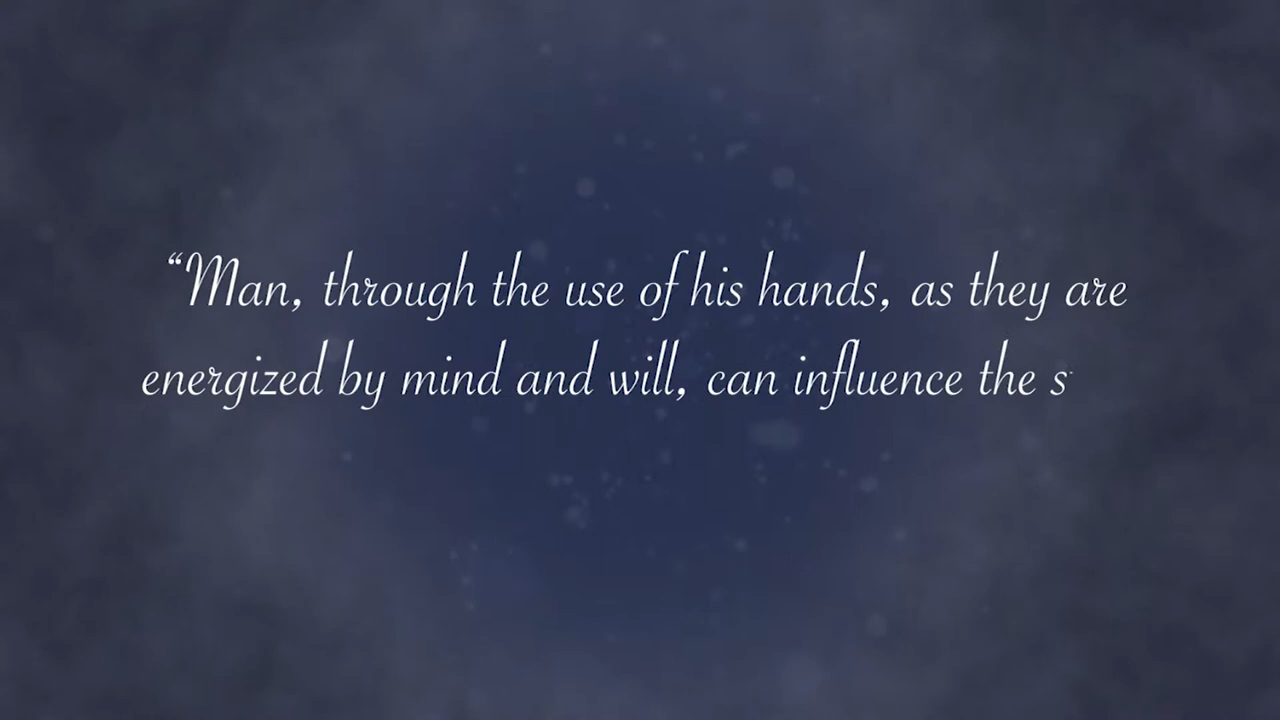 “Man, through the use of his hands, as they are
energized by mind and will, can influence the s